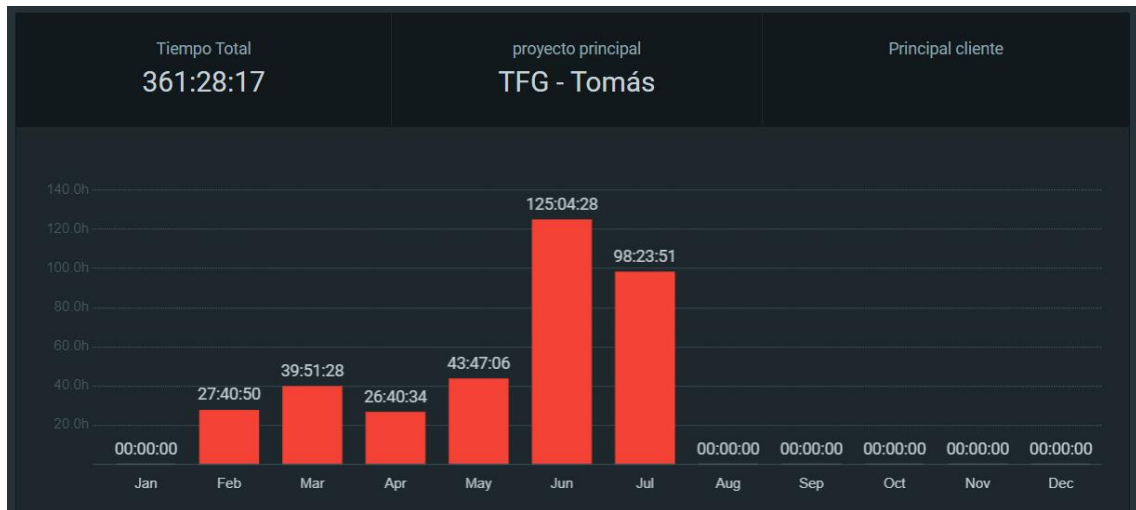 Tiempo Total
361:28:17
proyecto principal
TFG - Tomás
Principal cliente
140.0h
120.0h
100.0h
80.0h
60.0h
40.0h
20.0h
125:04:28
98:23:51
43:47:06
39:51:28
27:40:50
26:40:34
00:00:00
00:00:00
00:00:00
00:00:00
00:00:00
00:00:00
Jan
Feb
Mar
Apr
May
Jun
Jul
Aug
Sep
Oct
Nov
Dec